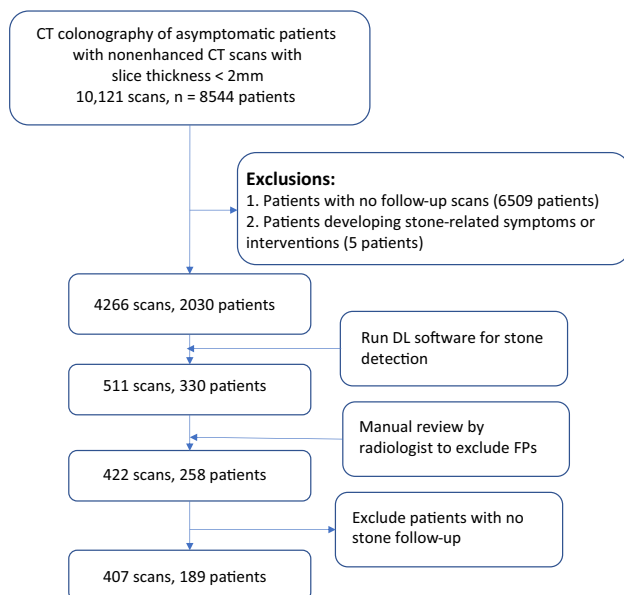 CT colonography of asymptomatic patients
with nonenhanced CT scans with
slice thickness < 2mm
10,121 scans, n = 8544 patients
Exclusions:
1. Patients with no follow-up scans (6509 patients)
2. Patients developing stone-related symptoms or
interventions (5 patients)
4266 scans, 2030 patients
Run DL software for stone
detection
511 scans, 330 patients
Manual review by
radiologist to exclude FPs
422 scans, 258 patients
Exclude patients with no
stone follow-up
407 scans, 189 patients